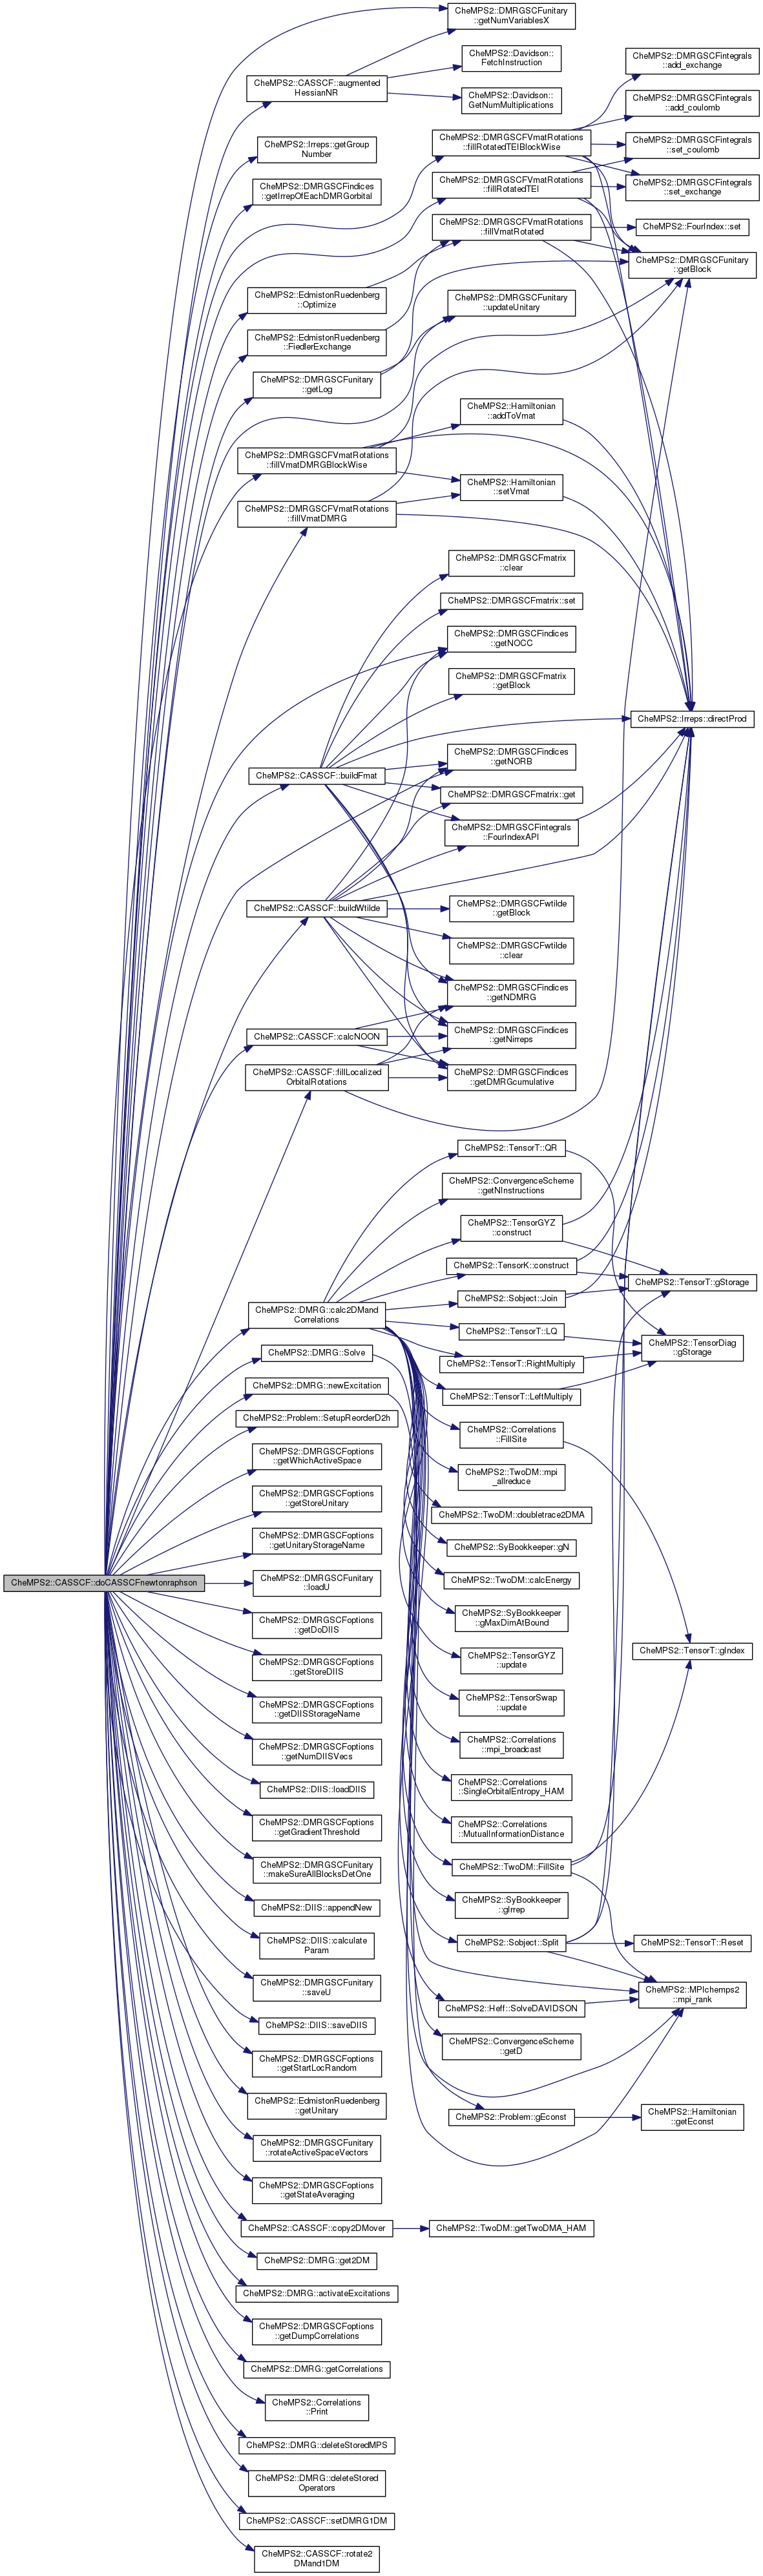 CheMPS2::CASSCF::doCASSCFnewtonraphson
CheMPS2::DMRGSCFunitary
::getNumVariablesX
CheMPS2::CASSCF::augmented
HessianNR
CheMPS2::Davidson::
FetchInstruction
CheMPS2::Davidson::
GetNumMultiplications
CheMPS2::DMRGSCFintegrals
::add_exchange
CheMPS2::DMRGSCFintegrals
::add_coulomb
CheMPS2::DMRGSCFintegrals
::set_coulomb
CheMPS2::DMRGSCFintegrals
::set_exchange
CheMPS2::Irreps::getGroup
Number
CheMPS2::DMRGSCFVmatRotations
::fillRotatedTEIBlockWise
CheMPS2::DMRGSCFindices
::getIrrepOfEachDMRGorbital
CheMPS2::DMRGSCFVmatRotations
::fillRotatedTEI
CheMPS2::DMRGSCFVmatRotations
::fillVmatRotated
CheMPS2::FourIndex::set
CheMPS2::DMRGSCFunitary
::getBlock
CheMPS2::EdmistonRuedenberg
::Optimize
CheMPS2::EdmistonRuedenberg
::FiedlerExchange
CheMPS2::DMRGSCFunitary
::updateUnitary
CheMPS2::DMRGSCFunitary
::getLog
CheMPS2::Hamiltonian
::addToVmat
CheMPS2::DMRGSCFVmatRotations
::fillVmatDMRGBlockWise
CheMPS2::Hamiltonian
::setVmat
CheMPS2::DMRGSCFVmatRotations
::fillVmatDMRG
CheMPS2::DMRGSCFmatrix
::clear
CheMPS2::DMRGSCFmatrix::set
CheMPS2::DMRGSCFindices
::getNOCC
CheMPS2::DMRGSCFmatrix
::getBlock
CheMPS2::Irreps::directProd
CheMPS2::CASSCF::buildFmat
CheMPS2::DMRGSCFindices
::getNORB
CheMPS2::DMRGSCFmatrix::get
CheMPS2::DMRGSCFintegrals
::FourIndexAPI
CheMPS2::CASSCF::buildWtilde
CheMPS2::DMRGSCFwtilde
::getBlock
CheMPS2::DMRGSCFwtilde
::clear
CheMPS2::DMRGSCFindices
::getNDMRG
CheMPS2::CASSCF::calcNOON
CheMPS2::DMRGSCFindices
::getNirreps
CheMPS2::CASSCF::fillLocalized
OrbitalRotations
CheMPS2::DMRGSCFindices
::getDMRGcumulative
CheMPS2::TensorT::QR
CheMPS2::ConvergenceScheme
::getNInstructions
CheMPS2::TensorGYZ
::construct
CheMPS2::TensorK::construct
CheMPS2::TensorT::gStorage
CheMPS2::Sobject::Join
CheMPS2::DMRG::calc2DMand
Correlations
CheMPS2::TensorT::LQ
CheMPS2::TensorDiag
::gStorage
CheMPS2::DMRG::Solve
CheMPS2::TensorT::RightMultiply
CheMPS2::DMRG::newExcitation
CheMPS2::TensorT::LeftMultiply
CheMPS2::Problem::SetupReorderD2h
CheMPS2::Correlations
::FillSite
CheMPS2::DMRGSCFoptions
::getWhichActiveSpace
CheMPS2::TwoDM::mpi
_allreduce
CheMPS2::DMRGSCFoptions
::getStoreUnitary
CheMPS2::TwoDM::doubletrace2DMA
CheMPS2::DMRGSCFoptions
::getUnitaryStorageName
CheMPS2::SyBookkeeper::gN
CheMPS2::DMRGSCFunitary
::loadU
CheMPS2::TwoDM::calcEnergy
CheMPS2::DMRGSCFoptions
::getDoDIIS
CheMPS2::SyBookkeeper
::gMaxDimAtBound
CheMPS2::DMRGSCFoptions
::getStoreDIIS
CheMPS2::TensorGYZ
::update
CheMPS2::TensorT::gIndex
CheMPS2::DMRGSCFoptions
::getDIISStorageName
CheMPS2::TensorSwap
::update
CheMPS2::DMRGSCFoptions
::getNumDIISVecs
CheMPS2::Correlations
::mpi_broadcast
CheMPS2::DIIS::loadDIIS
CheMPS2::Correlations
::SingleOrbitalEntropy_HAM
CheMPS2::DMRGSCFoptions
::getGradientThreshold
CheMPS2::Correlations
::MutualInformationDistance
CheMPS2::DMRGSCFunitary
::makeSureAllBlocksDetOne
CheMPS2::TwoDM::FillSite
CheMPS2::DIIS::appendNew
CheMPS2::SyBookkeeper
::gIrrep
CheMPS2::DIIS::calculate
Param
CheMPS2::Sobject::Split
CheMPS2::TensorT::Reset
CheMPS2::DMRGSCFunitary
::saveU
CheMPS2::MPIchemps2
::mpi_rank
CheMPS2::DIIS::saveDIIS
CheMPS2::Heff::SolveDAVIDSON
CheMPS2::DMRGSCFoptions
::getStartLocRandom
CheMPS2::ConvergenceScheme
::getD
CheMPS2::EdmistonRuedenberg
::getUnitary
CheMPS2::Problem::gEconst
CheMPS2::Hamiltonian
::getEconst
CheMPS2::DMRGSCFunitary
::rotateActiveSpaceVectors
CheMPS2::DMRGSCFoptions
::getStateAveraging
CheMPS2::CASSCF::copy2DMover
CheMPS2::TwoDM::getTwoDMA_HAM
CheMPS2::DMRG::get2DM
CheMPS2::DMRG::activateExcitations
CheMPS2::DMRGSCFoptions
::getDumpCorrelations
CheMPS2::DMRG::getCorrelations
CheMPS2::Correlations
::Print
CheMPS2::DMRG::deleteStoredMPS
CheMPS2::DMRG::deleteStored
Operators
CheMPS2::CASSCF::setDMRG1DM
CheMPS2::CASSCF::rotate2
DMand1DM